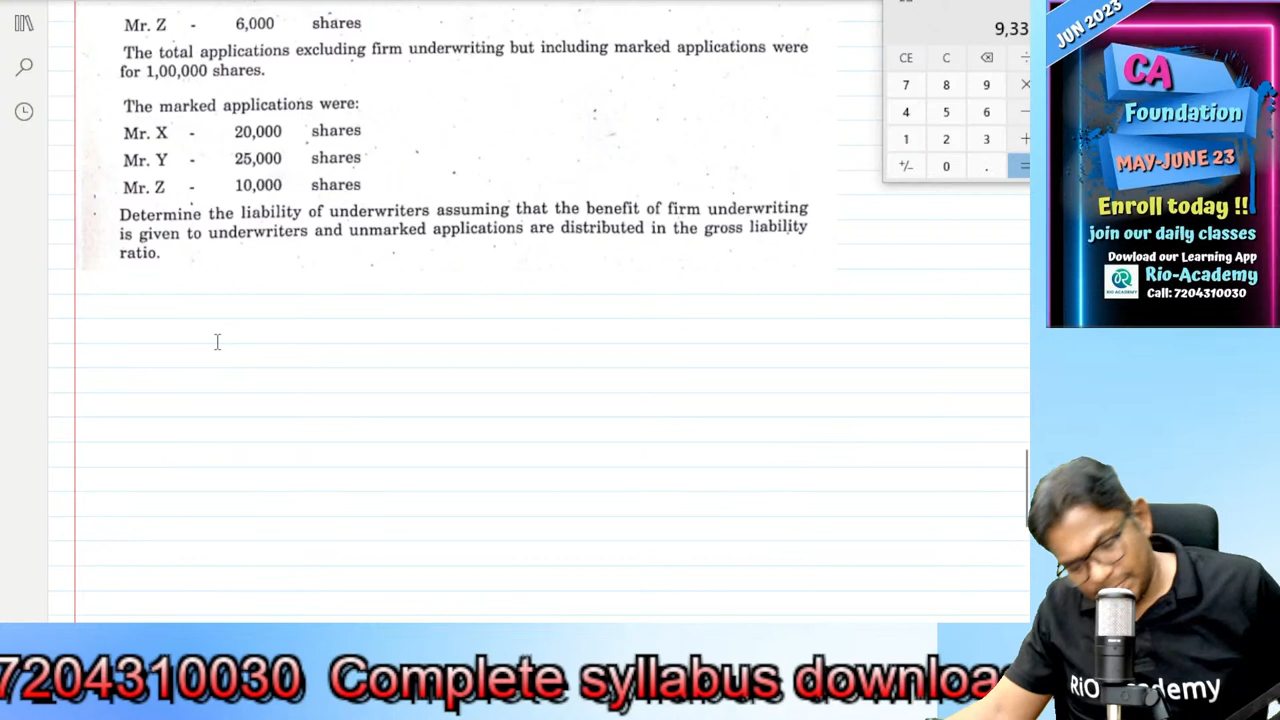 Mr. Z - 6,000 shares
The total applications excluding firm underwriting but including marked applications were
for 1,00,000 shares.
The marked applications were:
Mr. X - 20,000 shares
Mr. Y - 25,000 shares
Mr. Z - 10,000 shares
Determine the liability of underwriters assuming that the benefit of firm underwriting
is given to underwriters and unmarked applications are distributed in the gross liability
ratio.
9,33
CE C ⌫ ÷
7 8 9 ×
4 5 6 −
1 2 3 +
+/- 0 . =
JUN 2023
CA
Foundation
MAY-JUNE 23
Enroll today !!
join our daily classes
Dowload our Learning App
RIO ACADEMY
Rio-Academy
Call: 7204310030
7204310030 Complete syllabus downloa
RiO academy